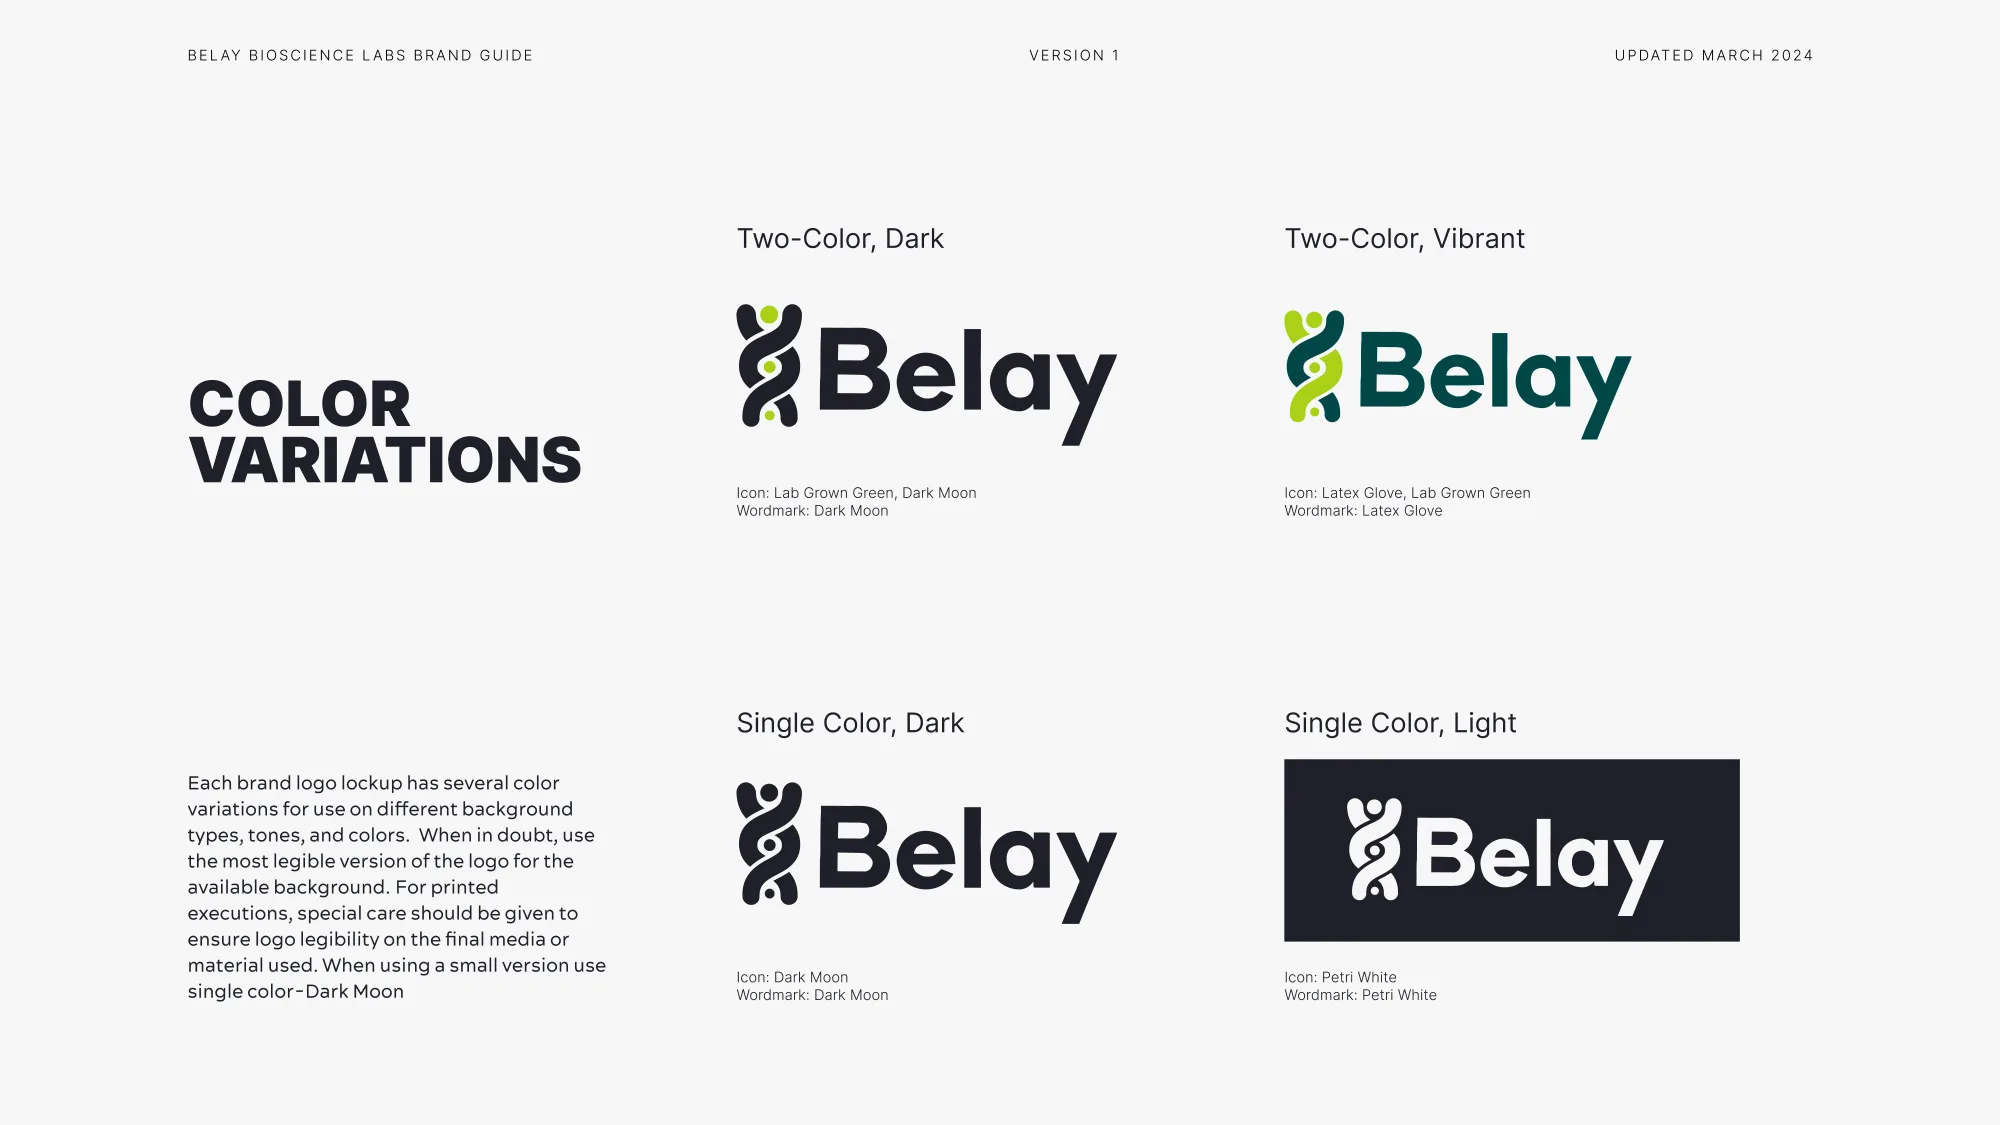 BELAY BIOSCIENCE LABS BRAND GUIDE
VERSION 1
UPDATED MARCH 2024
COLOR
VARIATIONS
Each brand logo lockup has several color
variations for use on different background
types, tones, and colors.  When in doubt, use
the most legible version of the logo for the
available background. For printed
executions, special care should be given to
ensure logo legibility on the final media or
material used. When using a small version use
single color-Dark Moon
Two-Color, Dark
Belay
Icon: Lab Grown Green, Dark Moon
Wordmark: Dark Moon
Two-Color, Vibrant
Belay
Icon: Latex Glove, Lab Grown Green
Wordmark: Latex Glove
Single Color, Dark
Belay
Icon: Dark Moon
Wordmark: Dark Moon
Single Color, Light
Belay
Icon: Petri White
Wordmark: Petri White